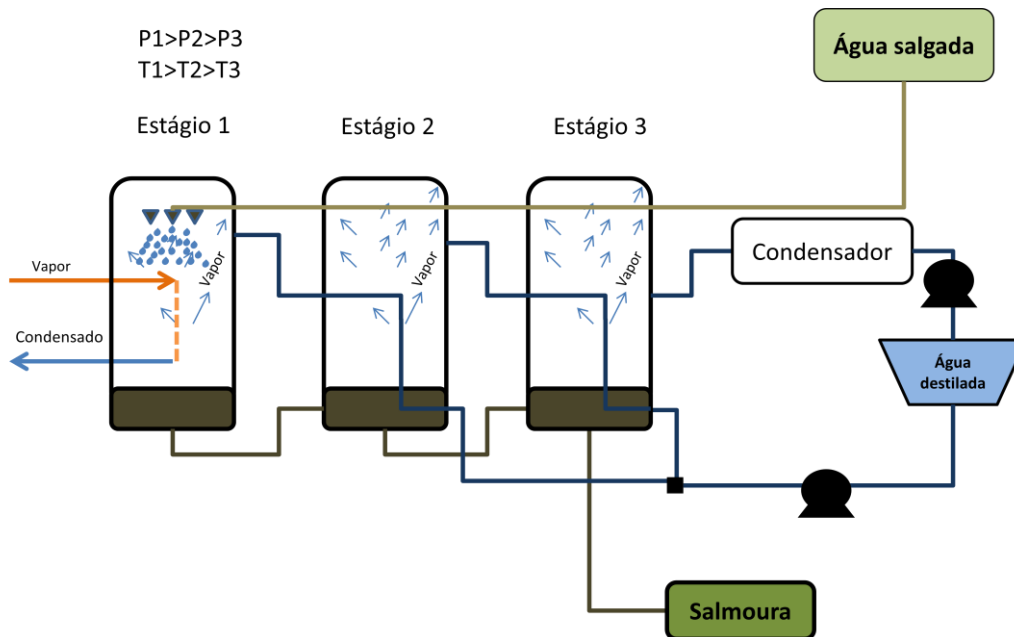 P1>P2>P3
T1>T2>T3
Água salgada
Estágio 1
Estágio 2
Estágio 3
Vapor
Condensado
Vapor
Vapor
Vapor
Condensador
Água
destilada
Salmoura